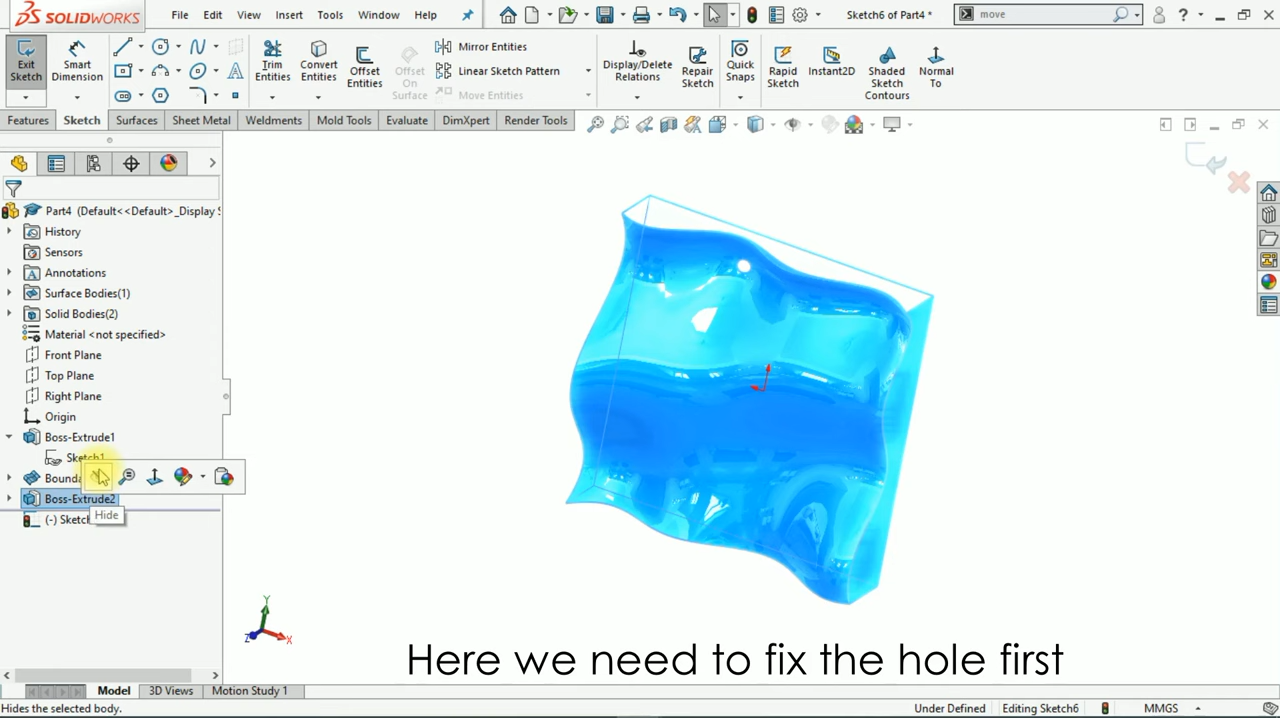 3S SOLIDWORKS File Edit View Insert Tools Window Help Sketch6 of Part4 * move ?
Exit Sketch
Smart Dimension
Trim Entities
Convert Entities
Offset Entities
Offset On Surface
Mirror Entities
Linear Sketch Pattern
Move Entities
Display/Delete Relations
Repair Sketch
Quick Snaps
Rapid Sketch
Instant2D
Shaded Sketch Contours
Normal To
Features Sketch Surfaces Sheet Metal Weldments Mold Tools Evaluate DimXpert Render Tools
Part4 (Default<<Default>_Display S
History
Sensors
Annotations
Surface Bodies(1)
Solid Bodies(2)
Material <not specified>
Front Plane
Top Plane
Right Plane
Origin
Boss-Extrude1
Sketch1
Bounda
Boss-Extrude2
Hide
(-) Sketch
Y
Z X
Here we need to fix the hole first
Model 3D Views Motion Study 1
Hides the selected body. Under Defined Editing Sketch6 MMGS